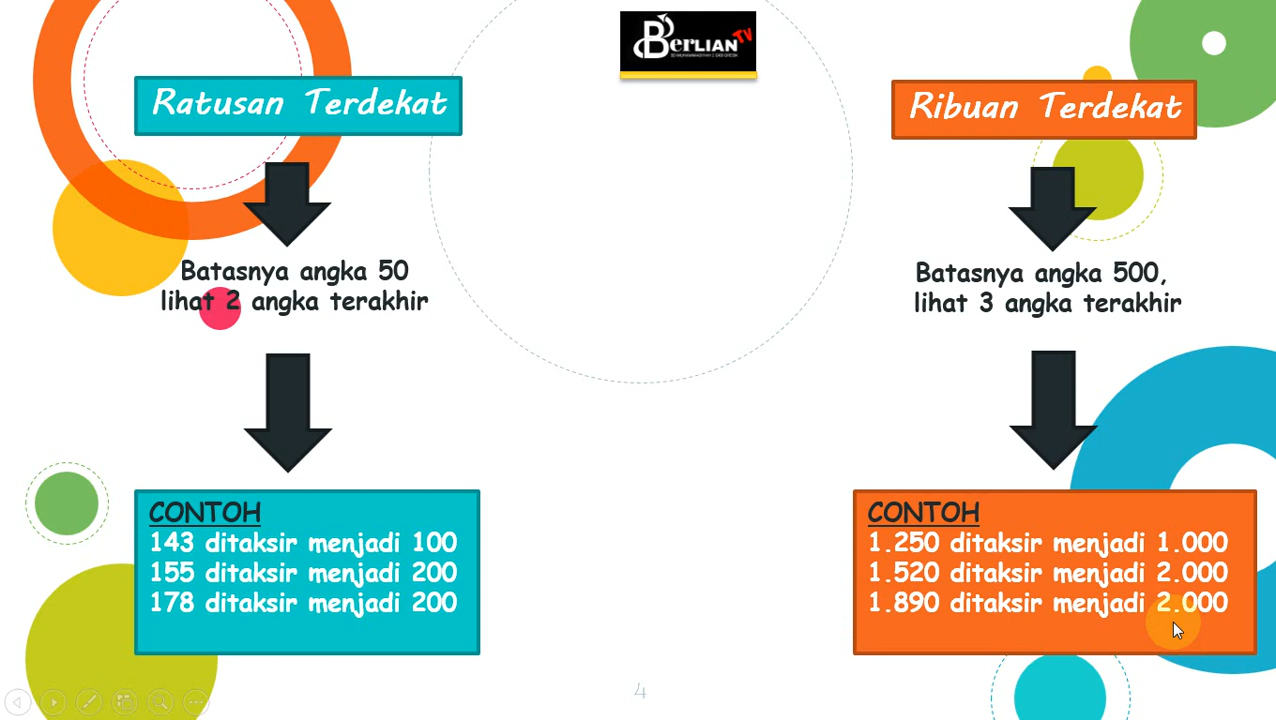 BERLIAN TV
Ratusan Terdekat
Batasnya angka 50
lihat 2 angka terakhir
CONTOH
143 ditaksir menjadi 100
155 ditaksir menjadi 200
178 ditaksir menjadi 200
Ribuan Terdekat
Batasnya angka 500,
lihat 3 angka terakhir
CONTOH
1.250 ditaksir menjadi 1.000
1.520 ditaksir menjadi 2.000
1.890 ditaksir menjadi 2.000
4